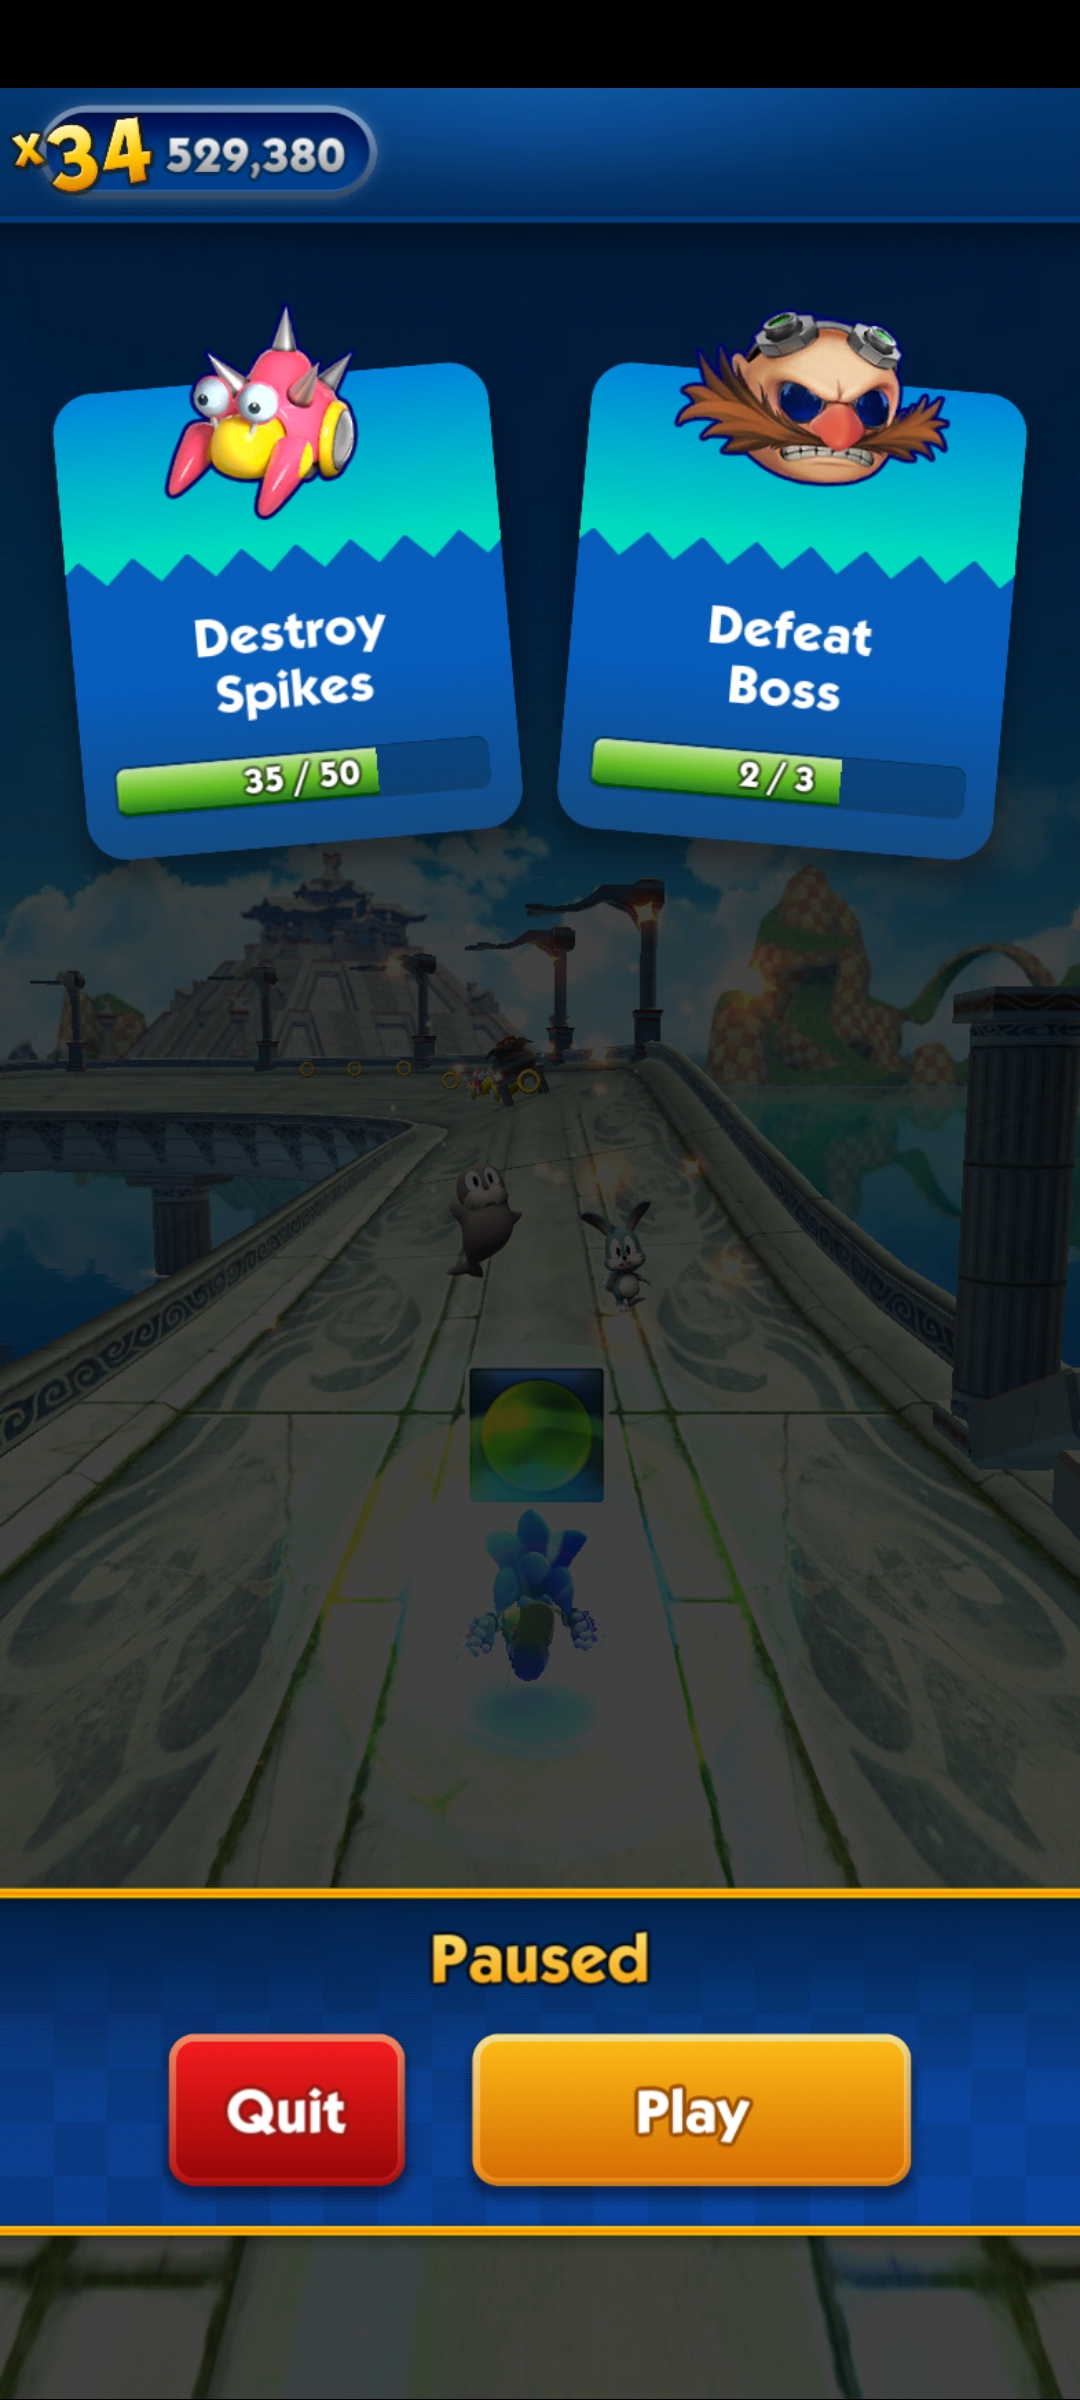 x34 529,380
Destroy
Spikes
35 / 50
Defeat
Boss
2 / 3
Paused
Quit
Play